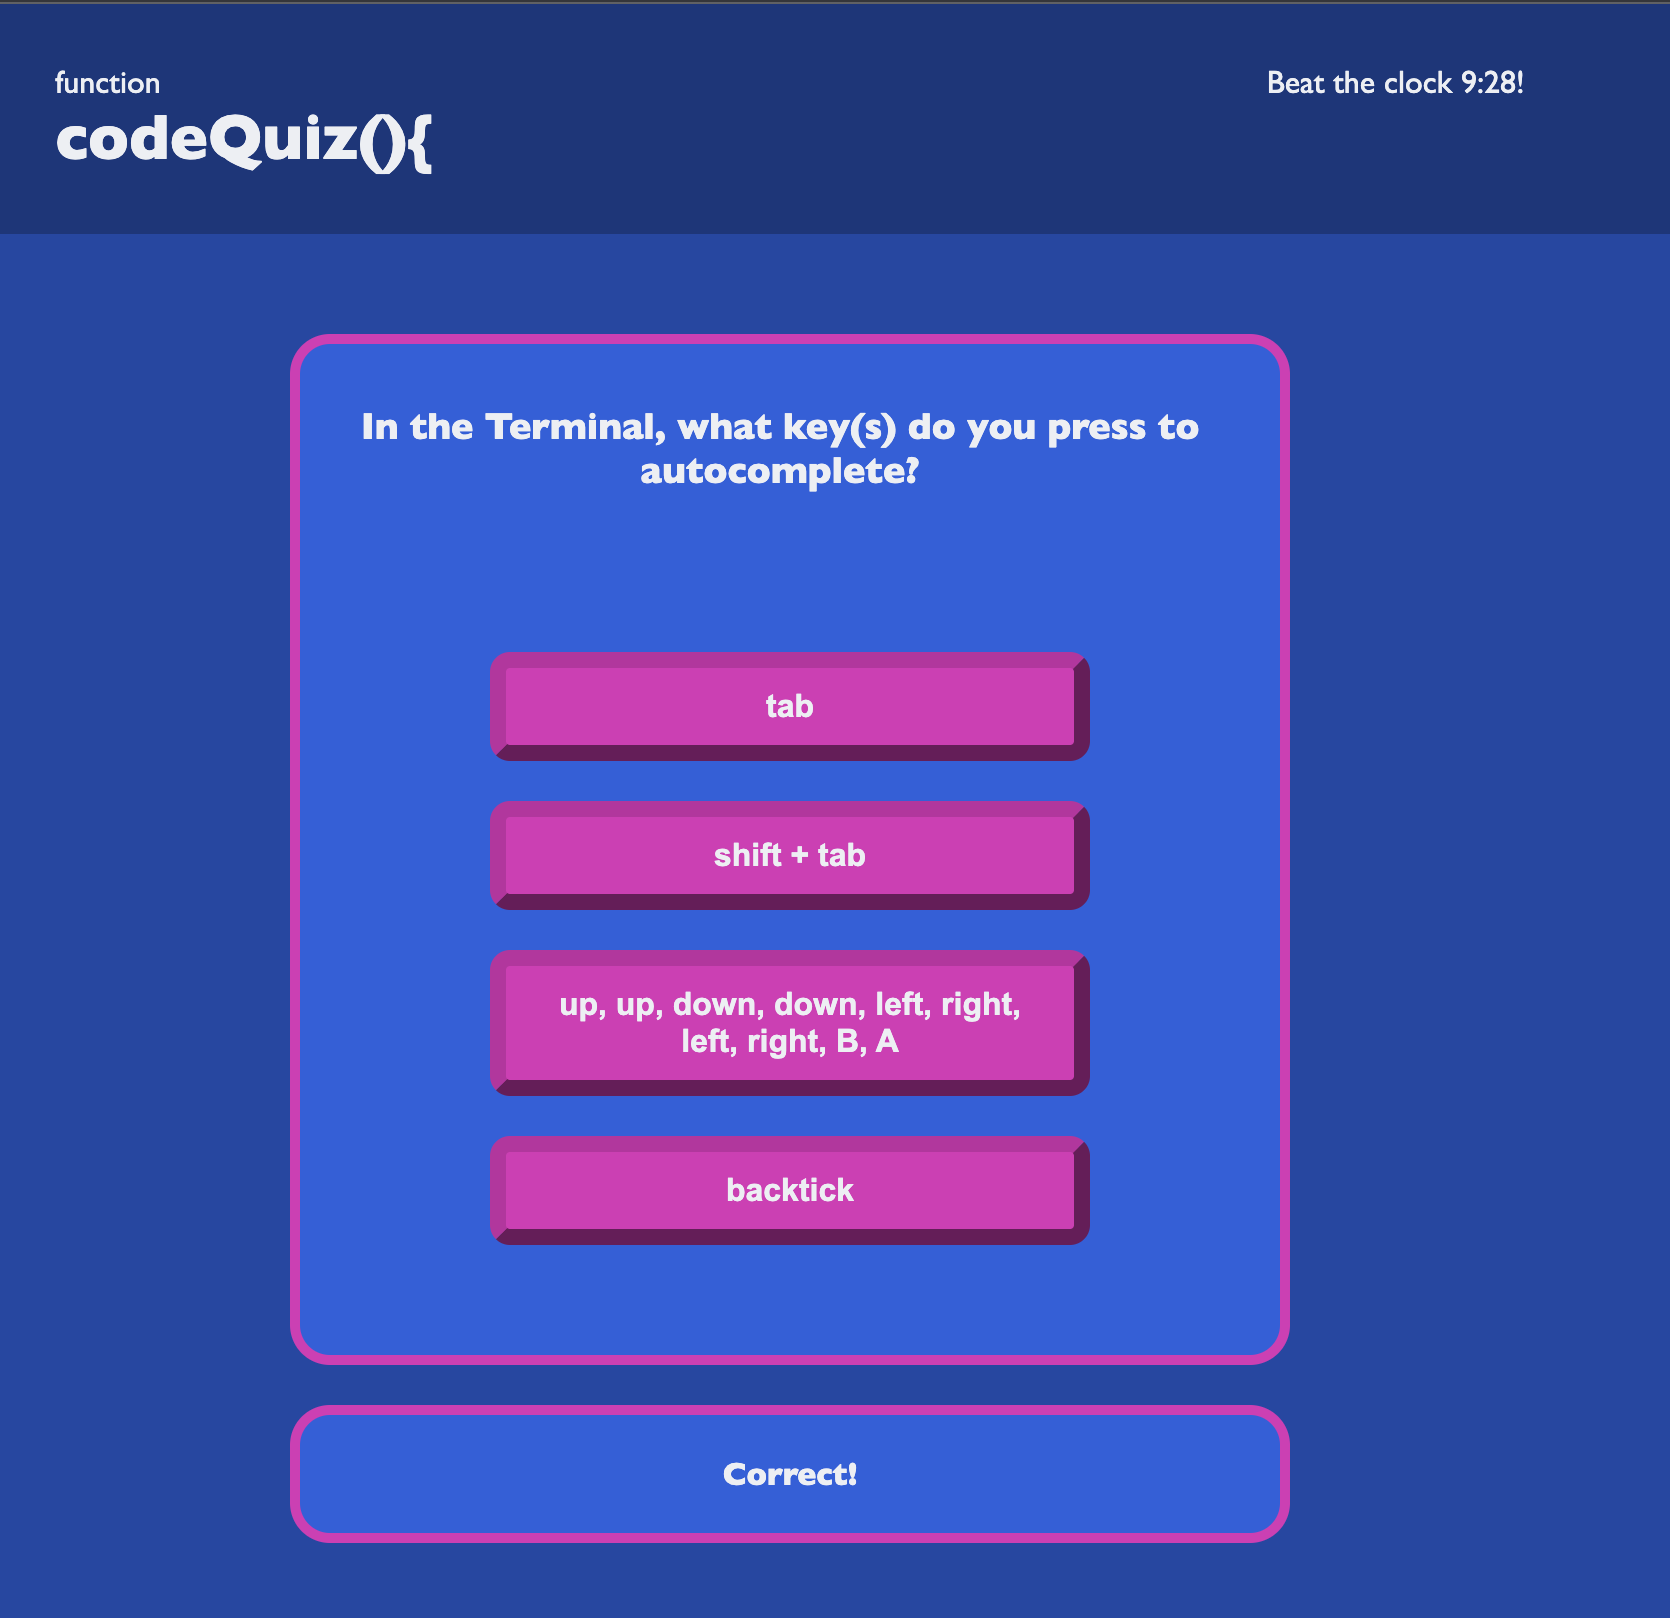 function
Beat the clock 9:28!
codeQuiz(){
In the Terminal, what key(s) do you press to
autocomplete?
tab
shift + tab
up, up, down, down, left, right,
left, right, B, A
backtick
Correct!